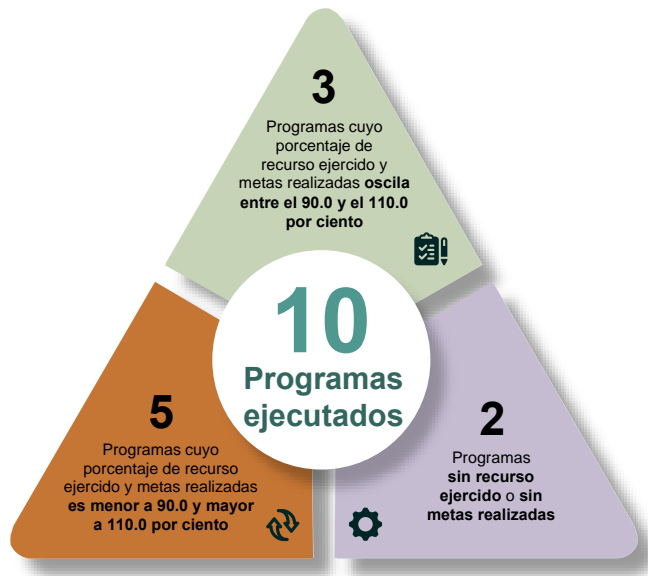 3
Programas cuyo
porcentaje de
recurso ejercido y
metas realizadas oscila
entre el 90.0 y el 110.0
por ciento
10
Programas
ejecutados
5
Programas cuyo
porcentaje de recurso
ejercido y metas realizadas
es menor a 90.0 y mayor
a 110.0 por ciento
2
Programas
sin recurso
ejercido o sin
metas realizadas